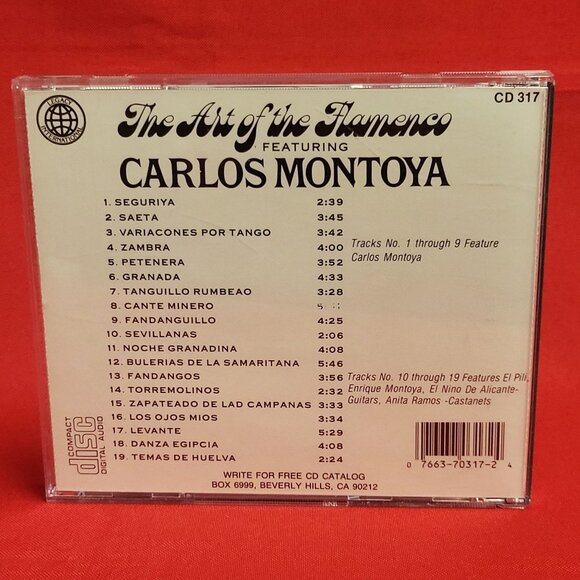 LEGACY
INTERNATIONAL
CD 317
The Art of the Flamenco
FEATURING
CARLOS MONTOYA
1. SEGURIYA 2:39
2. SAETA 3:45
3. VARIACONES POR TANGO 3:42
4. ZAMBRA 4:00
5. PETENERA 3:52
6. GRANADA 4:33
7. TANGUILLO RUMBEAO 3:28
8. CANTE MINERO
9. FANDANGUILLO 4:25
10. SEVILLANAS 2:06
11. NOCHE GRANADINA 4:08
12. BULERIAS DE LA SAMARITANA 5:46
13. FANDANGOS 3:56
14. TORREMOLINOS 2:32
15. ZAPATEADO DE LAD CAMPANAS 3:33
16. LOS OJOS MIOS 3:34
17. LEVANTE 5:29
18. DANZA EGIPCIA 4:08
19. TEMAS DE HUELVA 2:24
Tracks No. 1 through 9 Feature
Carlos Montoya
Tracks No. 10 through 19 Features El Pili,
Enrique Montoya, El Nino De Alicante-
Guitars, Anita Ramos -Castanets
COMPACT
disc
DIGITAL AUDIO
WRITE FOR FREE CD CATALOG
BOX 6999, BEVERLY HILLS, CA 90212
0 7663-70317-2 4